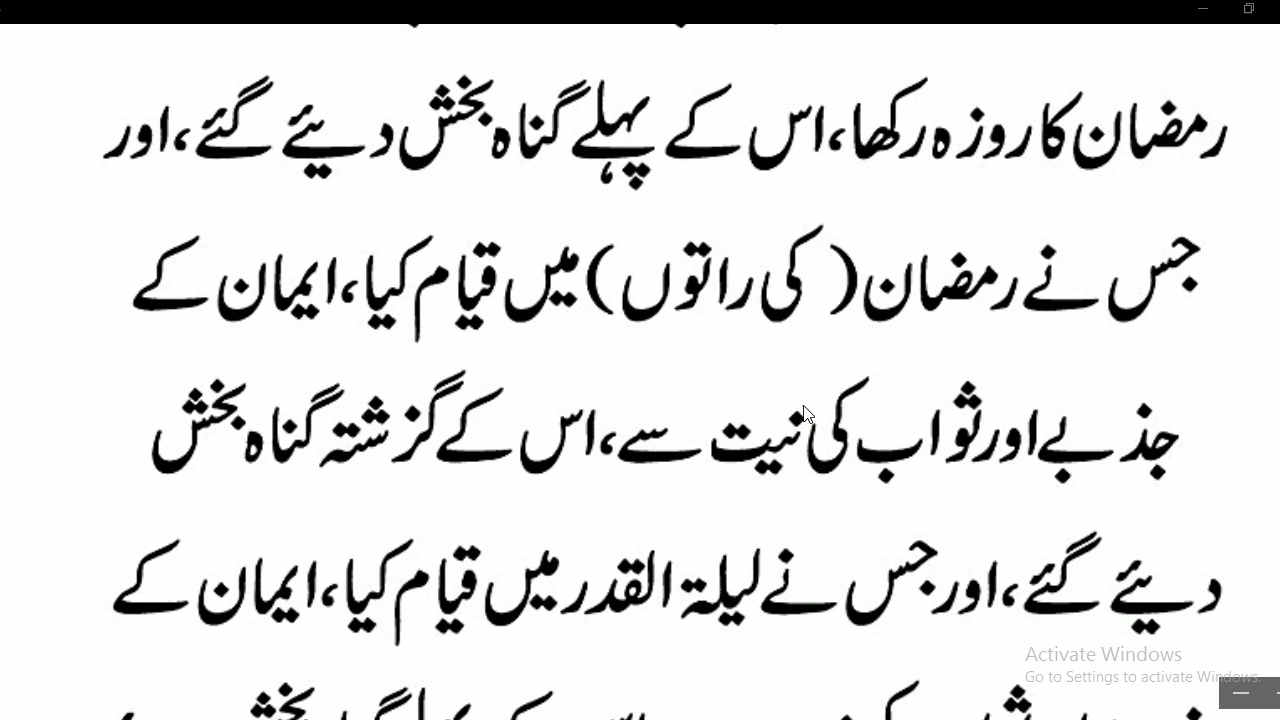 رمضان کا روزہ رکھا، اس کے پہلے گناہ بخش دیئے گئے، اور
جس نے رمضان (کی راتوں) میں قیام کیا، ایمان کے
جذبے اور ثواب کی نیت سے، اس کے گزشتہ گناہ بخش
دیئے گئے، اور جس نے لیلۃ القدر میں قیام کیا، ایمان کے
Activate Windows
Go to Settings to activate Windows.